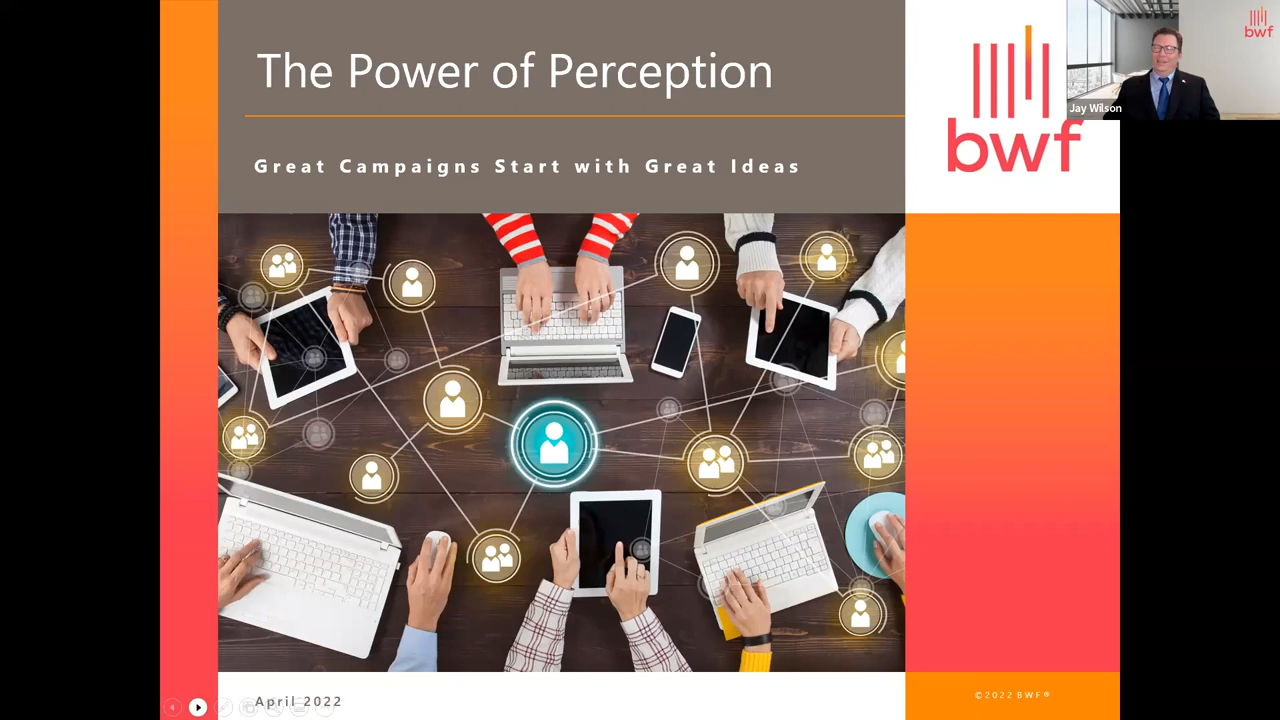 The Power of Perception
Great Campaigns Start with Great Ideas
bwf
bwf
Jay Wilson
April 2022
©2022 BWF®